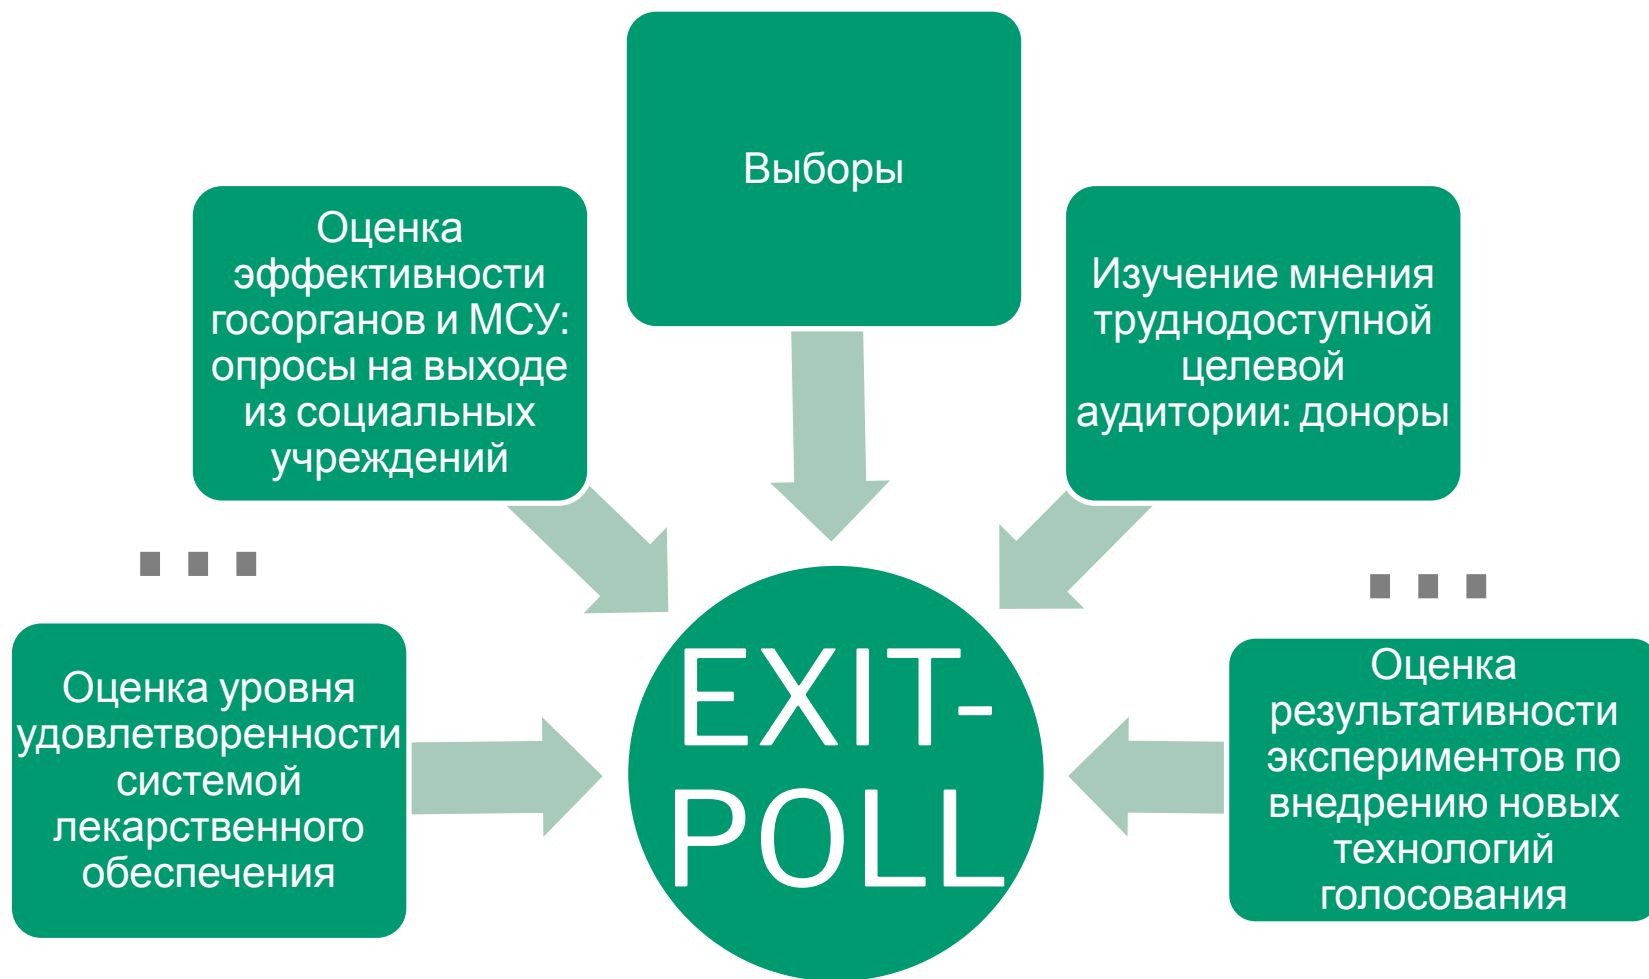 Выборы
Оценка
эффективности
госорганов и МСУ:
опросы на выходе
из социальных
учреждений
Изучение мнения
труднодоступной
целевой
аудитории: доноры
...
...
Оценка уровня
удовлетворенности
системой
лекарственного
обеспечения
EXIT-
POLL
Оценка
результативности
экспериментов по
внедрению новых
технологий
голосования